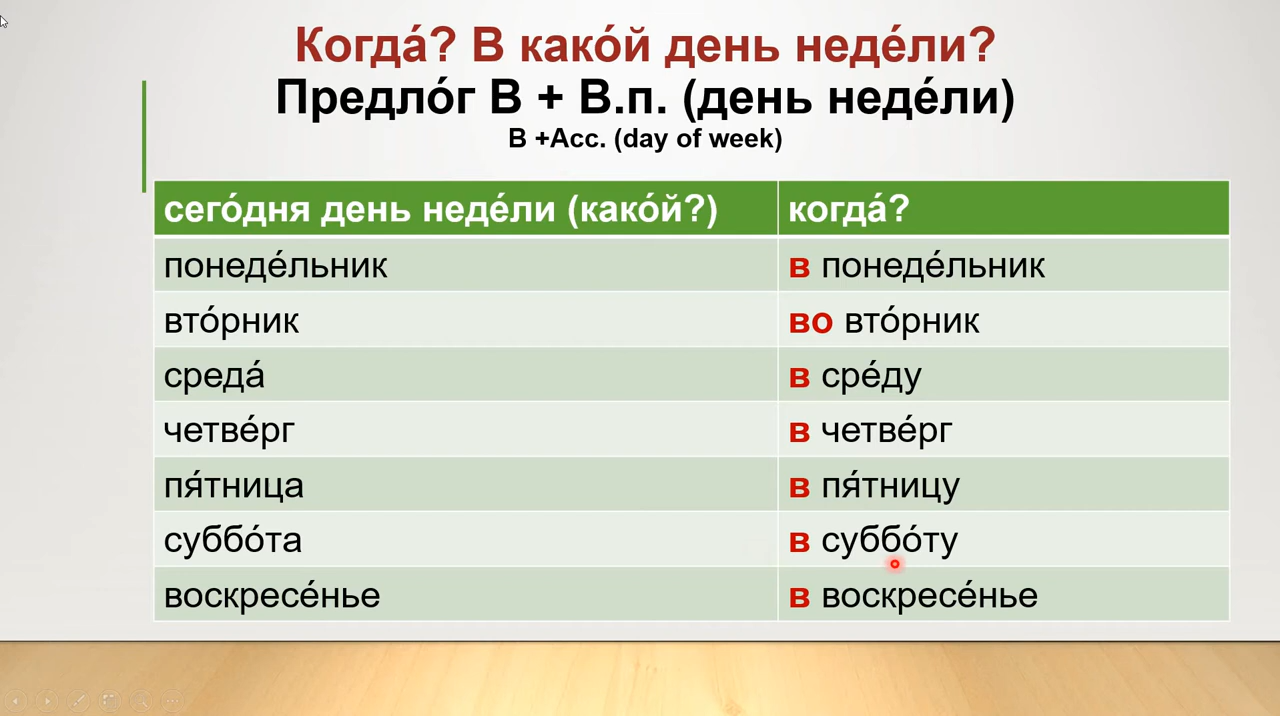 Когда́? В како́й день неде́ли?
Предло́г В + В.п. (день неде́ли)
В +Acc. (day of week)
сего́дня день неде́ли (како́й?) когда́?
понеде́льник в понеде́льник
вто́рник во вто́рник
среда́ в сре́ду
четве́рг в четве́рг
пя́тница в пя́тницу
суббо́та в суббо́ту
воскресе́нье в воскресе́нье